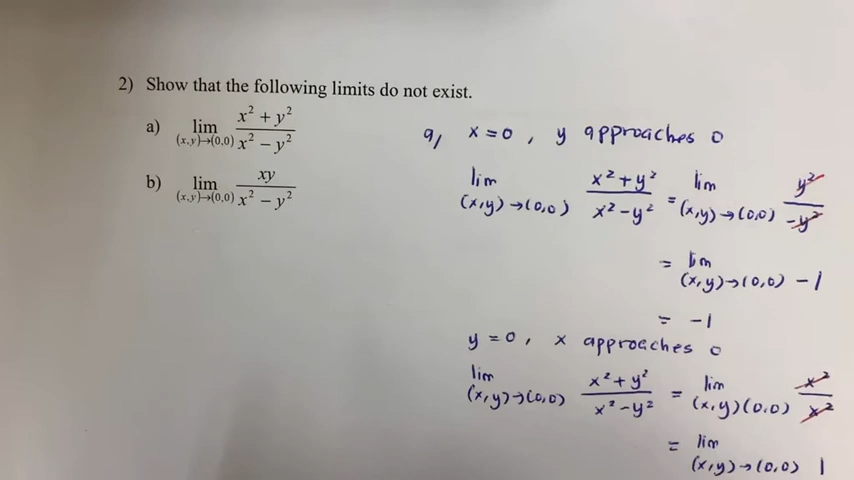 2) Show that the following limits do not exist.
a) lim (x,y)→(0,0) x² + y² / x² − y²
b) lim (x,y)→(0,0) xy / x² − y²
a, x = 0 , y approaches 0
lim (x,y)→(0,0) x² + y² / x² − y² = lim (x,y)→(0,0) y² / −y²
= lim (x,y)→(0,0) −1
= −1
y = 0 , x approaches 0
lim (x,y)→(0,0) x² + y² / x² − y² = lim (x,y)(0,0) x² / x²
= lim (x,y)→(0,0) 1